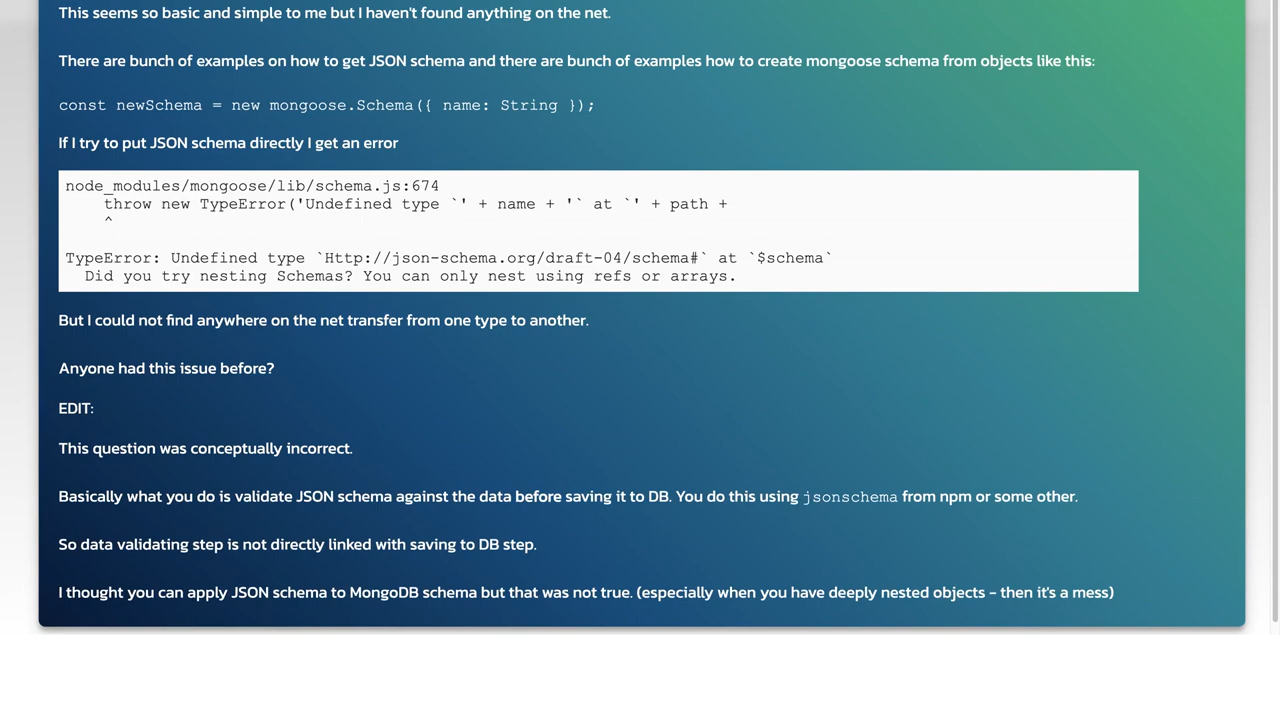 This seems so basic and simple to me but I haven't found anything on the net.
There are bunch of examples on how to get JSON schema and there are bunch of examples how to create mongoose schema from objects like this:
const newSchema = new mongoose.Schema({ name: String });
If I try to put JSON schema directly I get an error
node_modules/mongoose/lib/schema.js:674
    throw new TypeError('Undefined type `' + name + '` at `' + path +
    ^
TypeError: Undefined type `Http://json-schema.org/draft-04/schema#` at `$schema`
  Did you try nesting Schemas? You can only nest using refs or arrays.
But I could not find anywhere on the net transfer from one type to another.
Anyone had this issue before?
EDIT:
This question was conceptually incorrect.
Basically what you do is validate JSON schema against the data before saving it to DB. You do this using jsonschema from npm or some other.
So data validating step is not directly linked with saving to DB step.
I thought you can apply JSON schema to MongoDB schema but that was not true. (especially when you have deeply nested objects - then it's a mess)